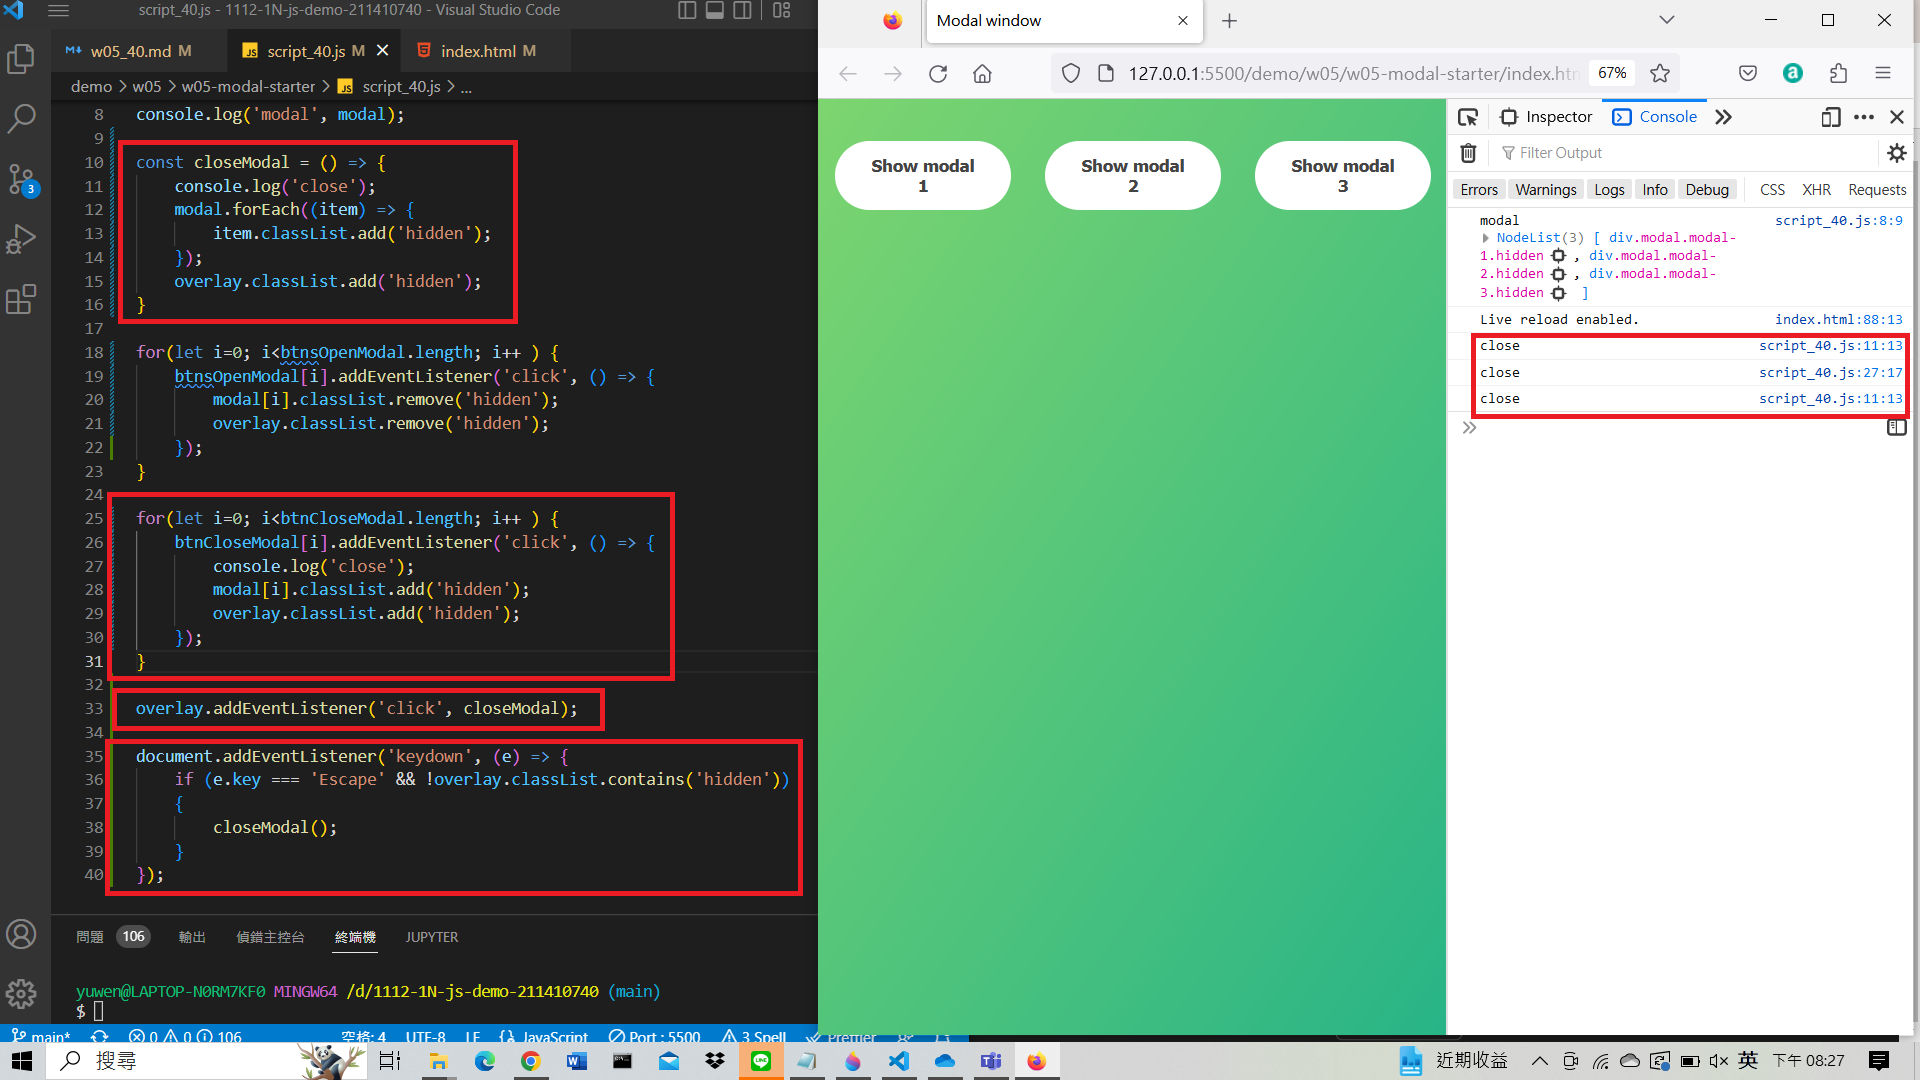 script_40.js - 1112-1N-js-demo-211410740 - Visual Studio Code
w05_40.md M
script_40.js M
index.html M
demo > w05 > w05-modal-starter > script_40.js > ...
8 console.log('modal', modal);
9
10 const closeModal = () => {
11 console.log('close');
12 modal.forEach((item) => {
13 item.classList.add('hidden');
14 });
15 overlay.classList.add('hidden');
16 }
17
18 for(let i=0; i<btnsOpenModal.length; i++ ) {
19 btnsOpenModal[i].addEventListener('click', () => {
20 modal[i].classList.remove('hidden');
21 overlay.classList.remove('hidden');
22 });
23 }
24
25 for(let i=0; i<btnCloseModal.length; i++ ) {
26 btnCloseModal[i].addEventListener('click', () => {
27 console.log('close');
28 modal[i].classList.add('hidden');
29 overlay.classList.add('hidden');
30 });
31 }
32
33 overlay.addEventListener('click', closeModal);
34
35 document.addEventListener('keydown', (e) => {
36 if (e.key === 'Escape' && !overlay.classList.contains('hidden'))
37 {
38 closeModal();
39 }
40 });
問題 106 輸出 偵錯主控台 終端機 JUPYTER
yuwen@LAPTOP-N0RM7KF0 MINGW64 /d/1112-1N-js-demo-211410740 (main)
$
main* 0 0 106 空格: 4 UTF-8 LF JavaScript Port : 5500 3 Spell Prettier
Modal window
127.0.0.1:5500/demo/w05/w05-modal-starter/index.htm 67%
Show modal
1
Show modal
2
Show modal
3
Inspector Console
Filter Output
Errors Warnings Logs Info Debug CSS XHR Requests
modal script_40.js:8:9
NodeList(3) [ div.modal.modal-
1.hidden , div.modal.modal-
2.hidden , div.modal.modal-
3.hidden ]
Live reload enabled. index.html:88:13
close script_40.js:11:13
close script_40.js:27:17
close script_40.js:11:13
3
搜尋
近期收益
英
下午 08:27